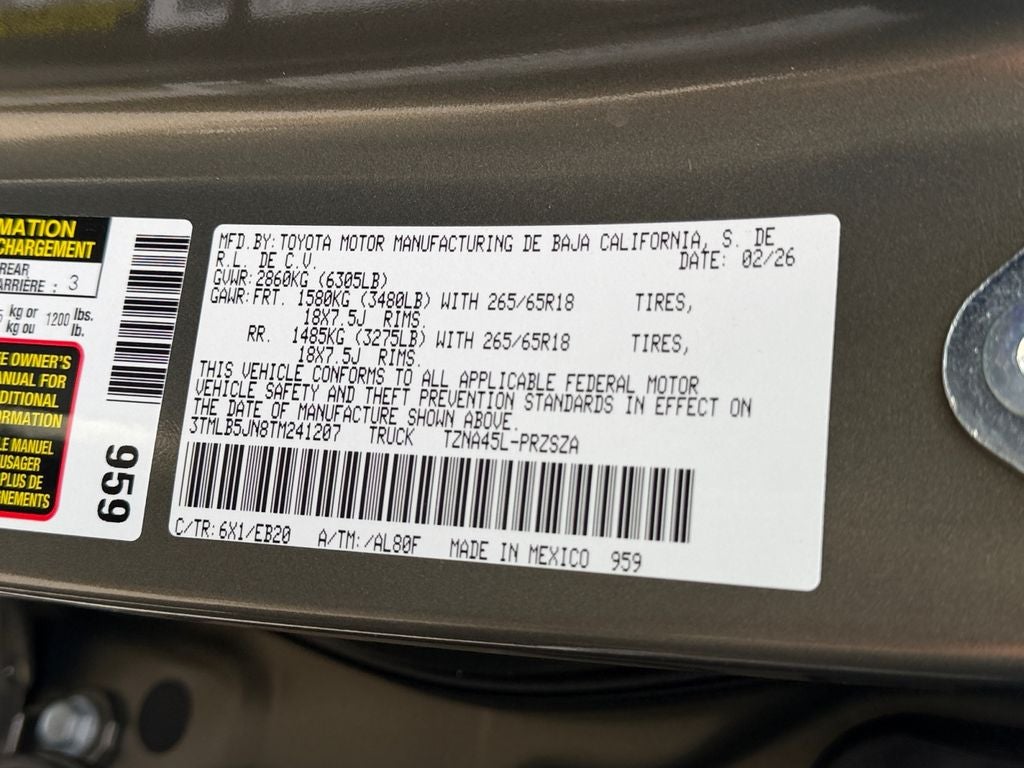 MATION
CHARGEMENT
REAR
ARRIÈRE : 3
kg or 1200 lbs.
kg ou lb.
E OWNER'S
ANUAL FOR
DITIONAL
ORMATION
LE MANUEL
USAGER
PLUS DE
GNEMENTS
959
MFD.BY: TOYOTA MOTOR MANUFACTURING DE BAJA CALIFORNIA, S. DE
R.L. DE C.V. DATE: 02/26
GVWR: 2860KG (6305LB)
GAWR: FRT. 1580KG (3480LB) WITH 265/65R18 TIRES,
18X7.5J RIMS.
RR. 1485KG (3275LB) WITH 265/65R18 TIRES,
18X7.5J RIMS.
THIS VEHICLE CONFORMS TO ALL APPLICABLE FEDERAL MOTOR
VEHICLE SAFETY AND THEFT PREVENTION STANDARDS IN EFFECT ON
THE DATE OF MANUFACTURE SHOWN ABOVE.
3TMLB5JN8TM241207 TRUCK TZNA45L-PRZSZA
C/TR: 6X1/EB20 A/TM: /AL80F MADE IN MEXICO 959